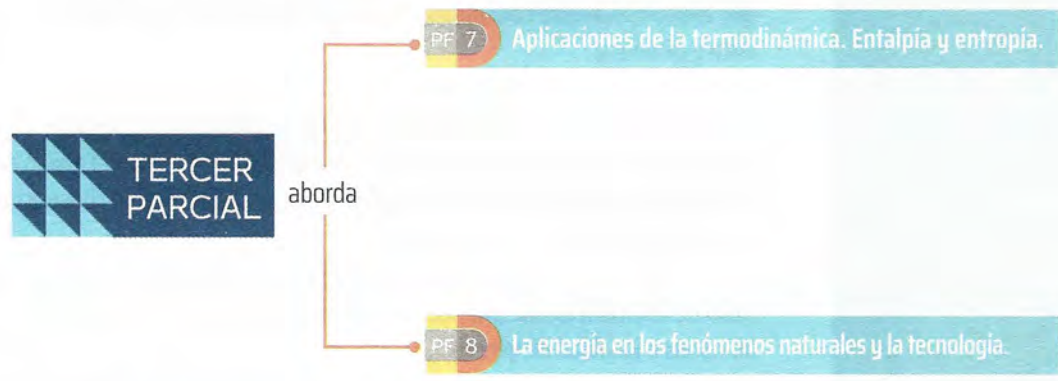 PF 7 Aplicaciones de la termodinámica. Entalpía y entropía.
TERCER
PARCIAL
aborda
PF 8 La energía en los fenómenos naturales y la tecnología.